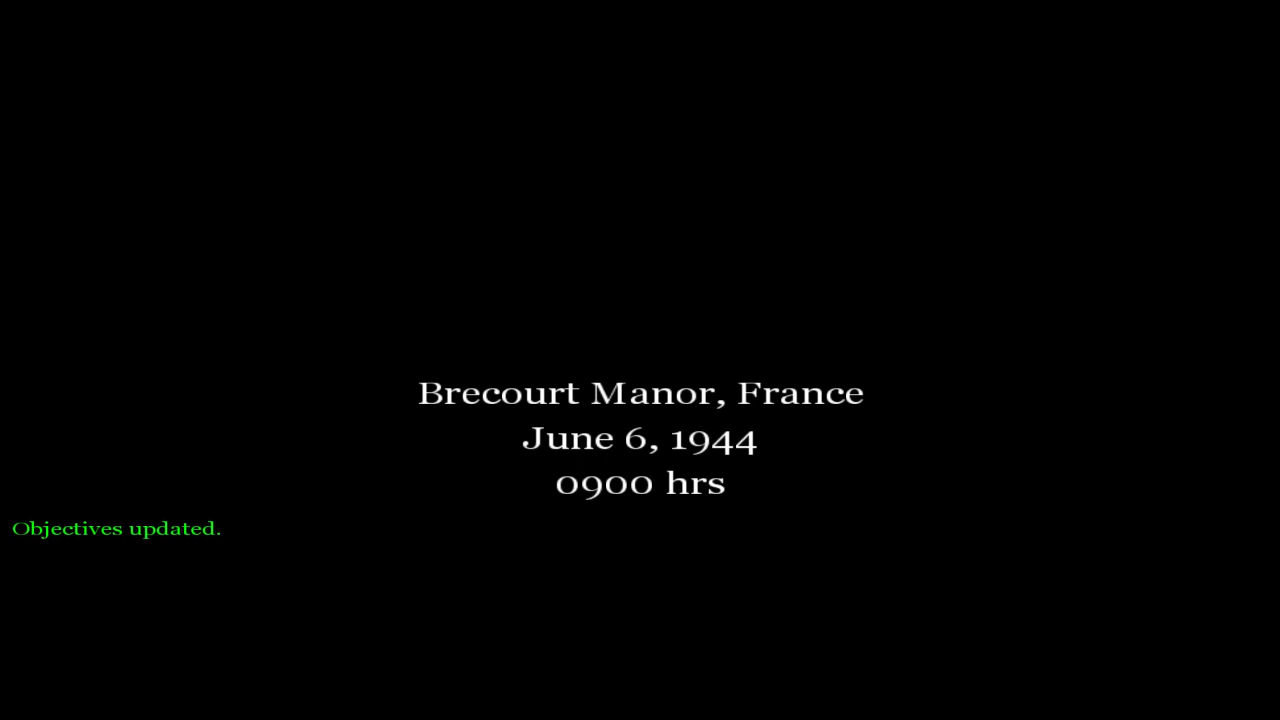 Brecourt Manor, France
June 6, 1944
0900 hrs
Objectives updated.